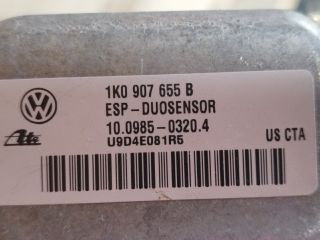 1K0 907 655 B
ESP-DUOSENSOR
10.0985-0320.4
U9D4E081R5
US CTA
Ate